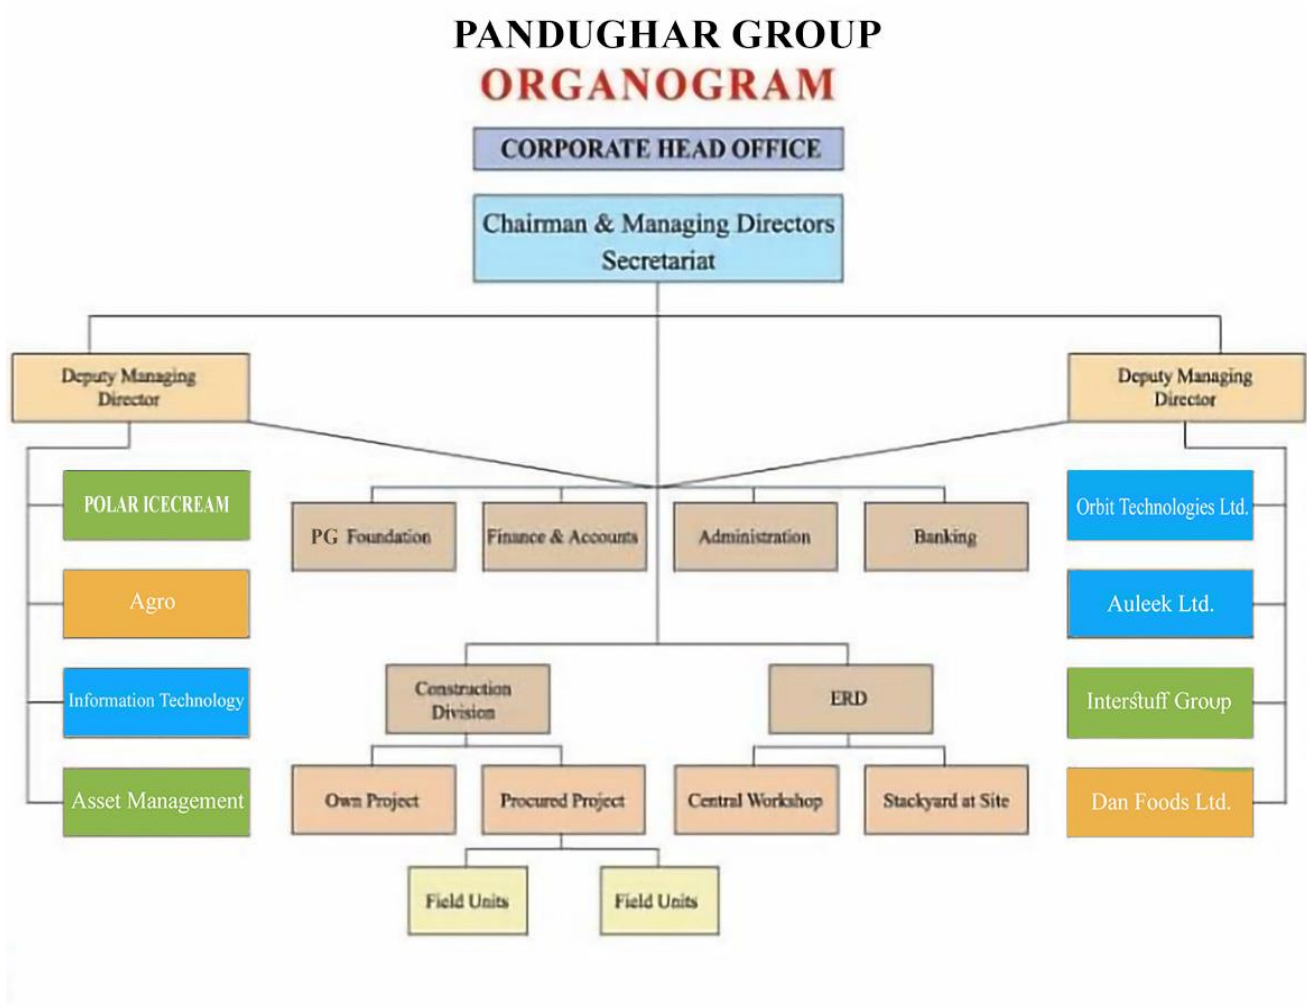 PANDUGHAR GROUP
ORGANOGRAM
CORPORATE HEAD OFFICE
Chairman & Managing Directors
Secretariat
Deputy Managing
Director
Deputy Managing
Director
POLAR ICECREAM
Agro
Information Technology
Asset Management
PG Foundation
Finance & Accounts
Administration
Banking
Orbit Technologies Ltd.
Auleek Ltd.
Interstuff Group
Dan Foods Ltd.
Construction
Division
ERD
Own Project
Procured Project
Central Workshop
Stackyard at Site
Field Units
Field Units